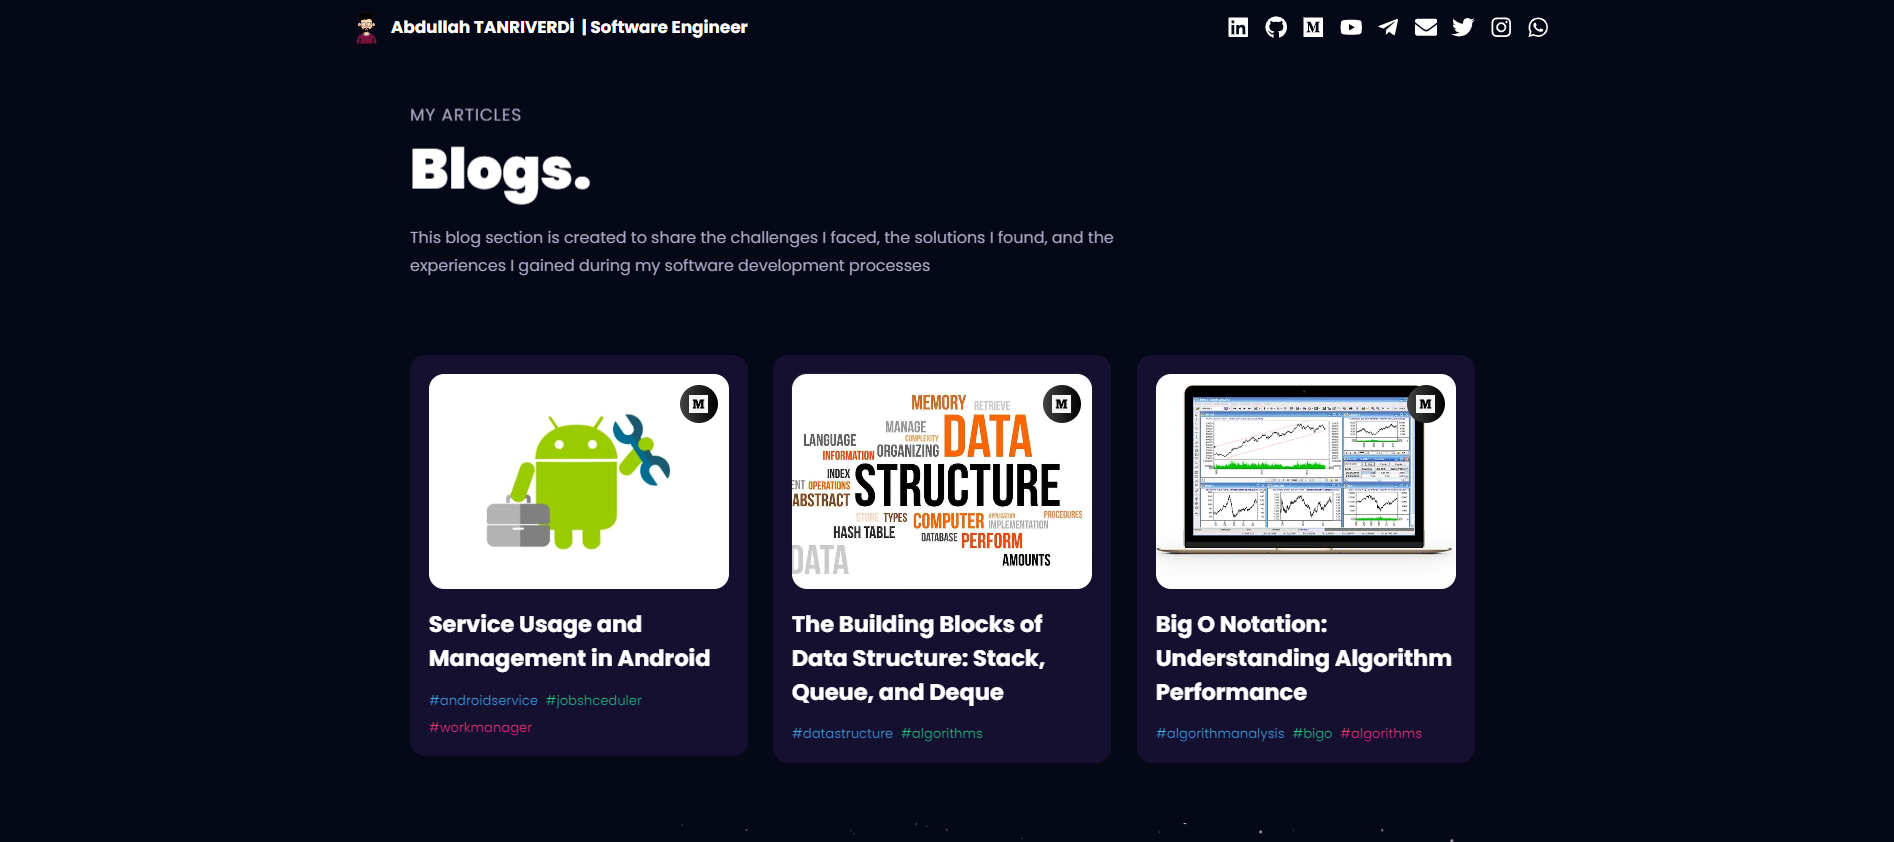 Abdullah TANRIVERDİ | Software Engineer
MY ARTICLES
Blogs.
This blog section is created to share the challenges I faced, the solutions I found, and the
experiences I gained during my software development processes
M
MEMORY RETRIEVE
MANAGE
COMPLEXITY
DATA
LANGUAGE
INFORMATION
ORGANIZING
INDEX
ENT OPERATIONS
ABSTRACT
STRUCTURE
STORE TYPES
COMPUTER
APPLICATION
IMPLEMENTATION
PROCEDURES
HASH TABLE
DATABASE
PERFORM
DATA
AMOUNTS
M
M
Service Usage and
Management in Android
#androidservice #jobshceduler
#workmanager
The Building Blocks of
Data Structure: Stack,
Queue, and Deque
#datastructure #algorithms
Big O Notation:
Understanding Algorithm
Performance
#algorithmanalysis #bigo #algorithms